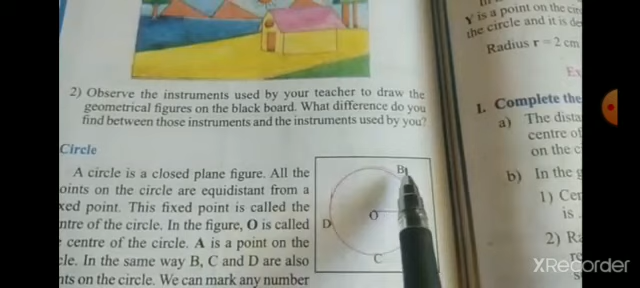 2) Observe the instruments used by your teacher to draw the
geometrical figures on the black board. What difference do you
find between those instruments and the instruments used by you?
Circle
A circle is a closed plane figure. All the
oints on the circle are equidistant from a
xed point. This fixed point is called the
ntre of circle. In the figure, O is called
centre of the circle. A is a point on the
cle. In the same way B, C and D are also
nts on the circle. We can mark any number
B
O
D
C
Y is a point on the cir
the circle and it is de
Radius r = 2 cm
Ex
1. Complete the
a) The dista
centre of
on the c
b) In the g
1) Cen
is
2) Ra
XRecorder